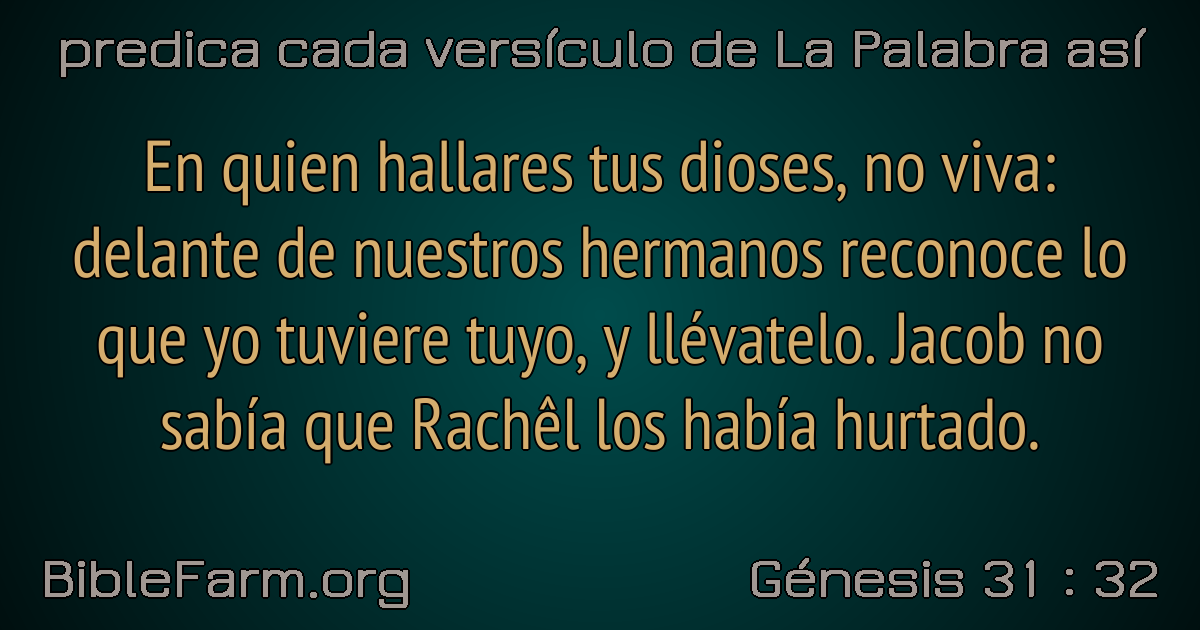 predica cada versículo de La Palabra así
En quien hallares tus dioses, no viva:
delante de nuestros hermanos reconoce lo
que yo tuviere tuyo, y llévatelo. Jacob no
sabía que Rachêl los había hurtado.
BibleFarm.org
Génesis 31 : 32